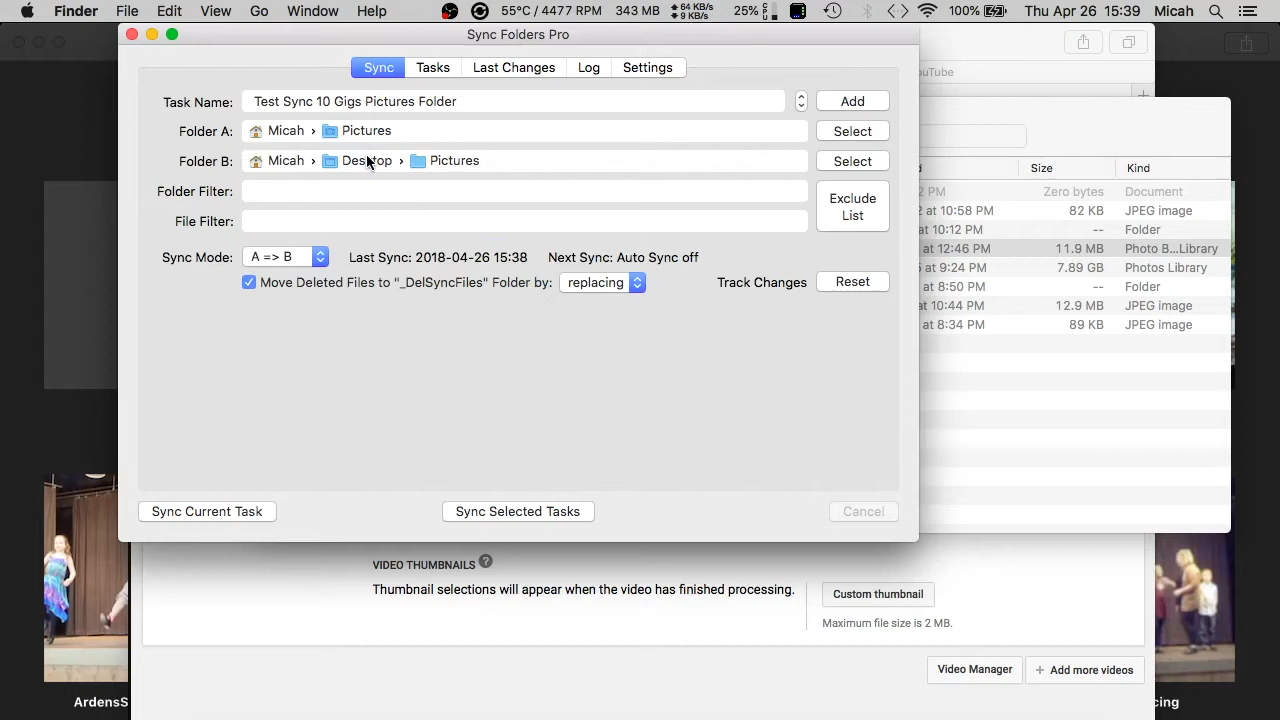 Finder File Edit View Go Window Help 55°C / 4477 RPM 343 MB 64 KB/s 9 KB/s 25% 100% Thu Apr 26 15:39 Micah
Sync Folders Pro
Sync Tasks Last Changes Log Settings
Task Name: Test Sync 10 Gigs Pictures Folder Add
Folder A: Micah › Pictures Select
Folder B: Micah › Desktop › Pictures Select
Folder Filter:
File Filter:
Exclude
List
Sync Mode: A => B Last Sync: 2018-04-26 15:38 Next Sync: Auto Sync off
Move Deleted Files to "_DelSyncFiles" Folder by: replacing Track Changes Reset
Sync Current Task Sync Selected Tasks Cancel
ouTube
Size Kind
2 PM Zero bytes Document
2 at 10:58 PM 82 KB JPEG image
at 10:12 PM -- Folder
at 12:46 PM 11.9 MB Photo B...Library
at 9:24 PM 7.89 GB Photos Library
at 8:50 PM -- Folder
at 10:44 PM 12.9 MB JPEG image
at 8:34 PM 89 KB JPEG image
VIDEO THUMBNAILS ?
Thumbnail selections will appear when the video has finished processing.
Custom thumbnail
Maximum file size is 2 MB.
Video Manager + Add more videos
ArdensS
cing